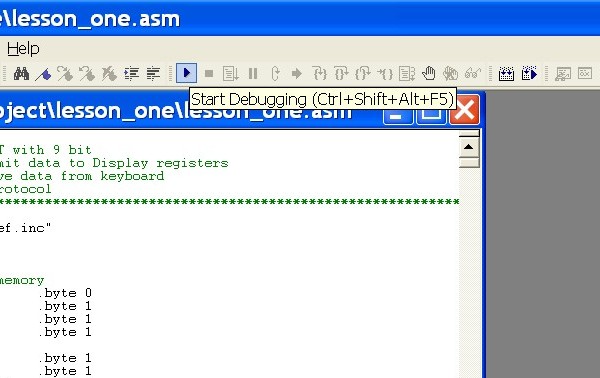 e\lesson_one.asm
Help
Start Debugging (Ctrl+Shift+Alt+F5)
oject\lesson_one\lesson_one.asm
T with 9 bit
mit data to Display registers
ve data from keyboard
rotocol
*************************************************************
ef.inc"
memory
.byte 0
.byte 1
.byte 1
.byte 1
.byte 1
.byte 1